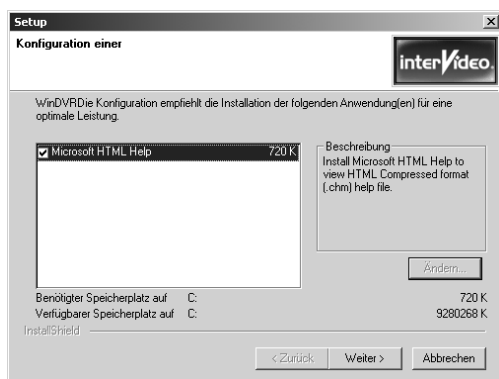 Setup
Konfiguration einer
interVideo.
WinDVRDie Konfiguration empfiehlt die Installation der folgenden Anwendung(en) für eine
optimale Leistung.
Microsoft HTML Help 720 K
Beschreibung
Install Microsoft HTML Help to
view HTML Compressed format
(.chm) help file.
Ändern...
Benötigter Speicherplatz auf C: 720 K
Verfügbarer Speicherplatz auf C: 9280268 K
InstallShield
< Zurück Weiter > Abbrechen